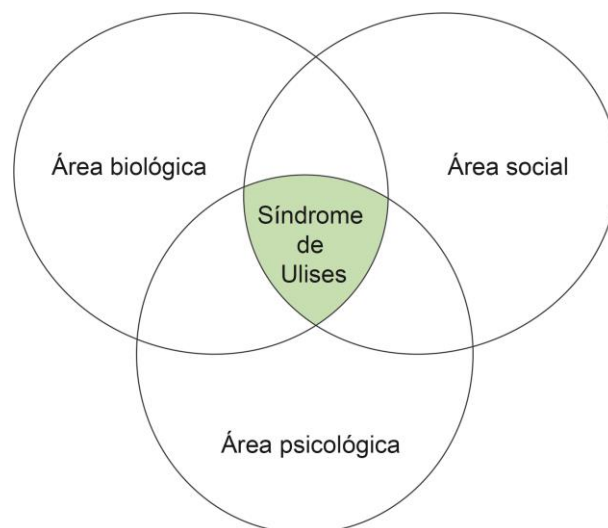 Área biológica
Área social
Síndrome
de
Ulises
Área psicológica